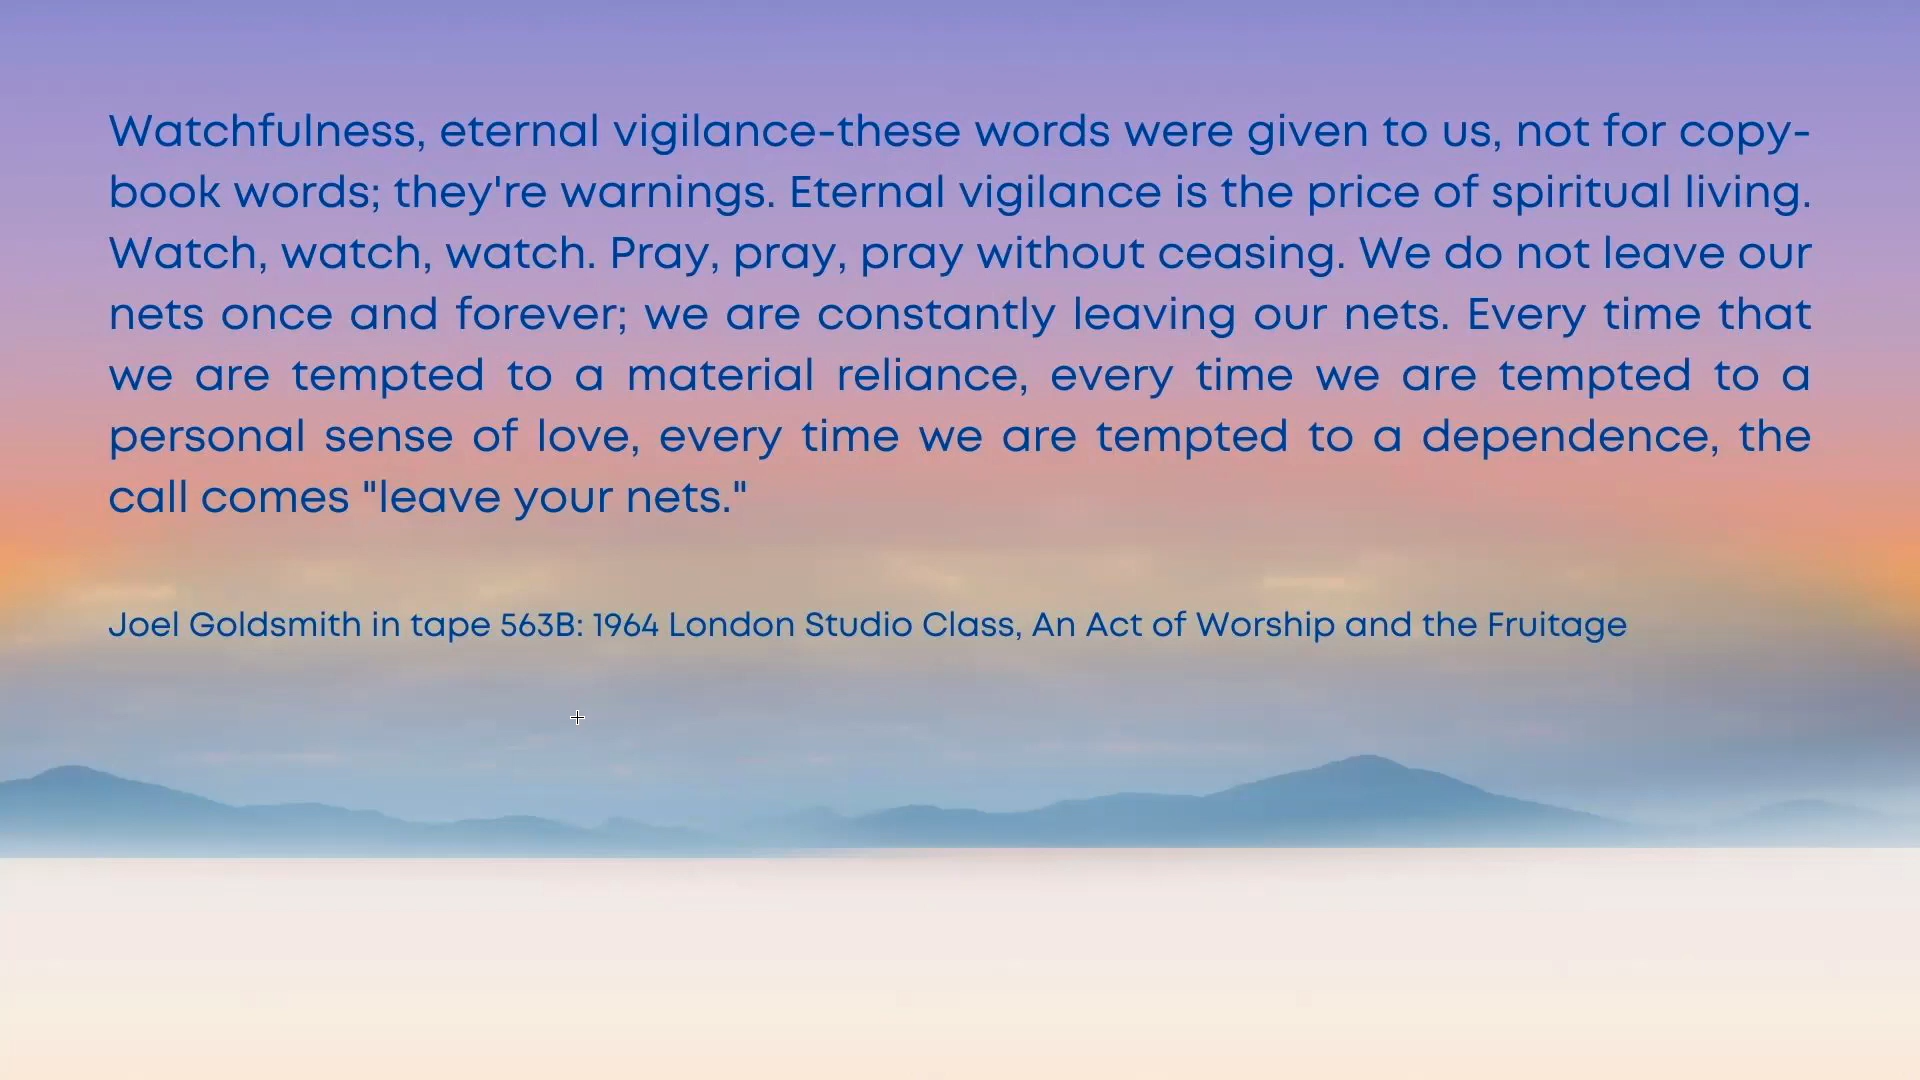 Watchfulness, eternal vigilance-these words were given to us, not for copy-
book words; they're warnings. Eternal vigilance is the price of spiritual living.
Watch, watch, watch. Pray, pray, pray without ceasing. We do not leave our
nets once and forever; we are constantly leaving our nets. Every time that
we are tempted to a material reliance, every time we are tempted to a
personal sense of love, every time we are tempted to a dependence, the
call comes "leave your nets."
Joel Goldsmith in tape 563B: 1964 London Studio Class, An Act of Worship and the Fruitage